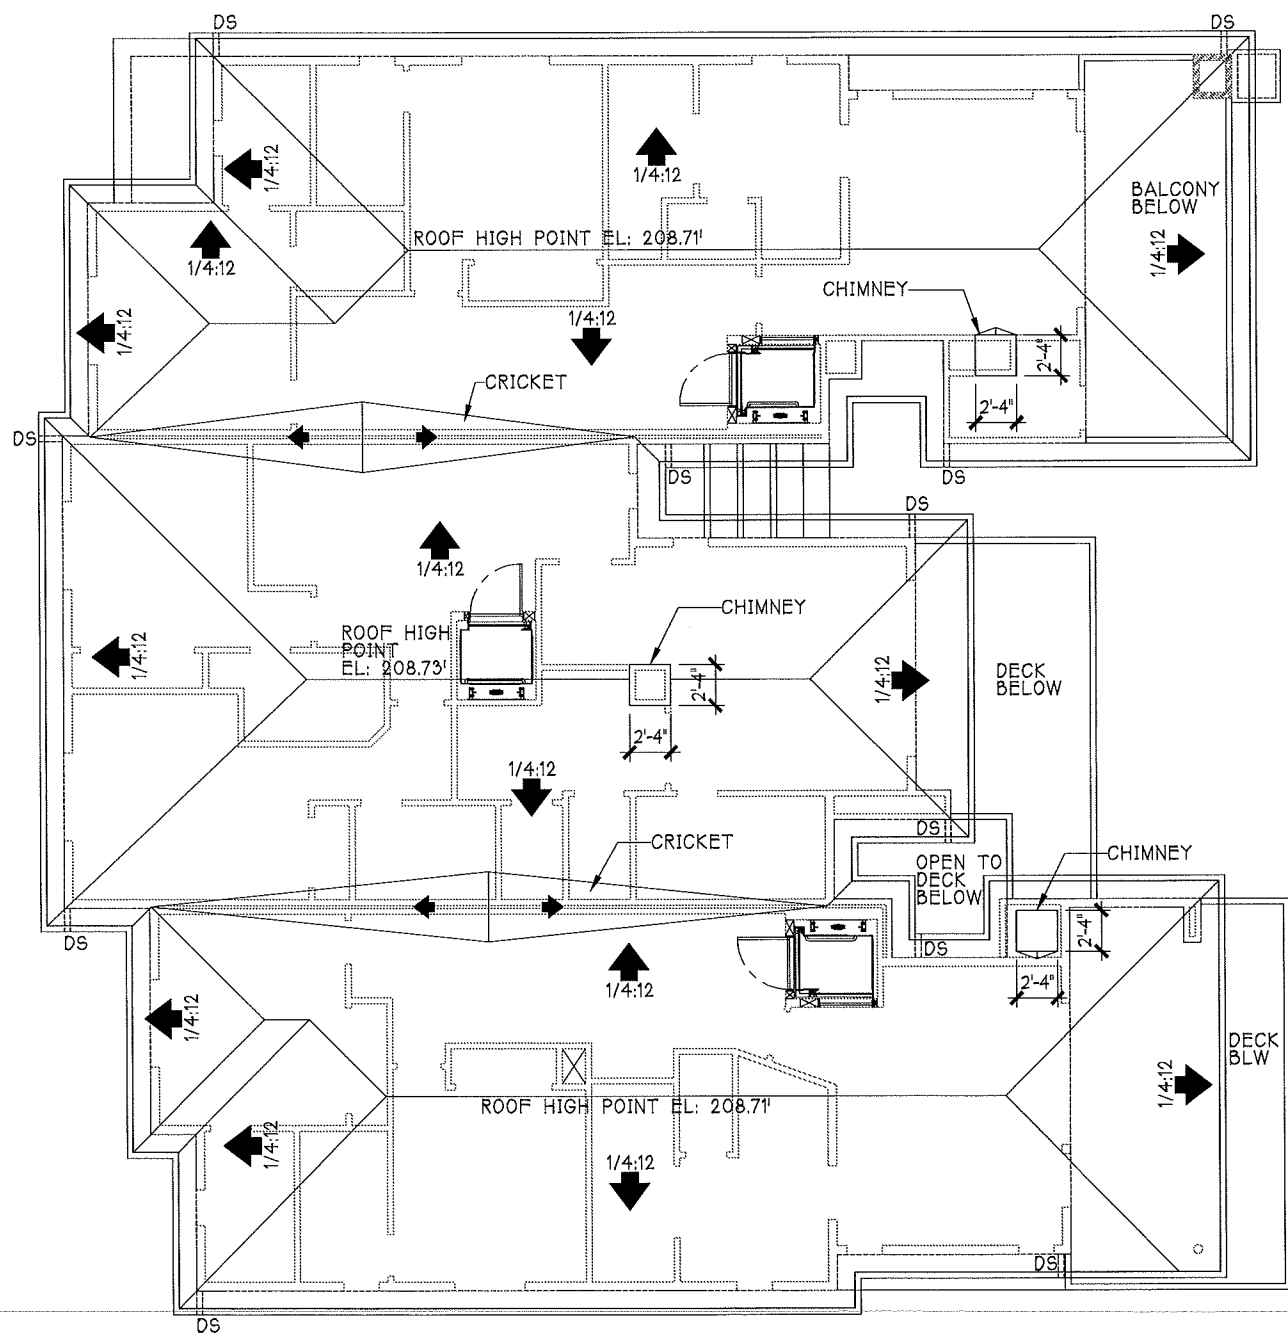 DS
DS
1/4:12
1/4:12
BALCONY
BELOW
ROOF HIGH POINT EL: 208.71'
1/4:12
1/4:12
CHIMNEY
1/4:12
1/4:12
2'-4"
CRICKET
2'-4"
DS
DS
DS
DS
1/4:12
CHIMNEY
ROOF HIGH
POINT
EL: 208.73'
1/4:12
1/4:12
DECK
BELOW
2'-4"
2'-4"
1/4:12
DS
CRICKET
OPEN TO
DECK
BELOW
CHIMNEY
DS
DS
2'-4"
1/4:12
2'-4"
1/4:12
DECK
BLW
1/4:12
ROOF HIGH POINT EL: 208.71'
1/4:12
1/4:12
DS
DS